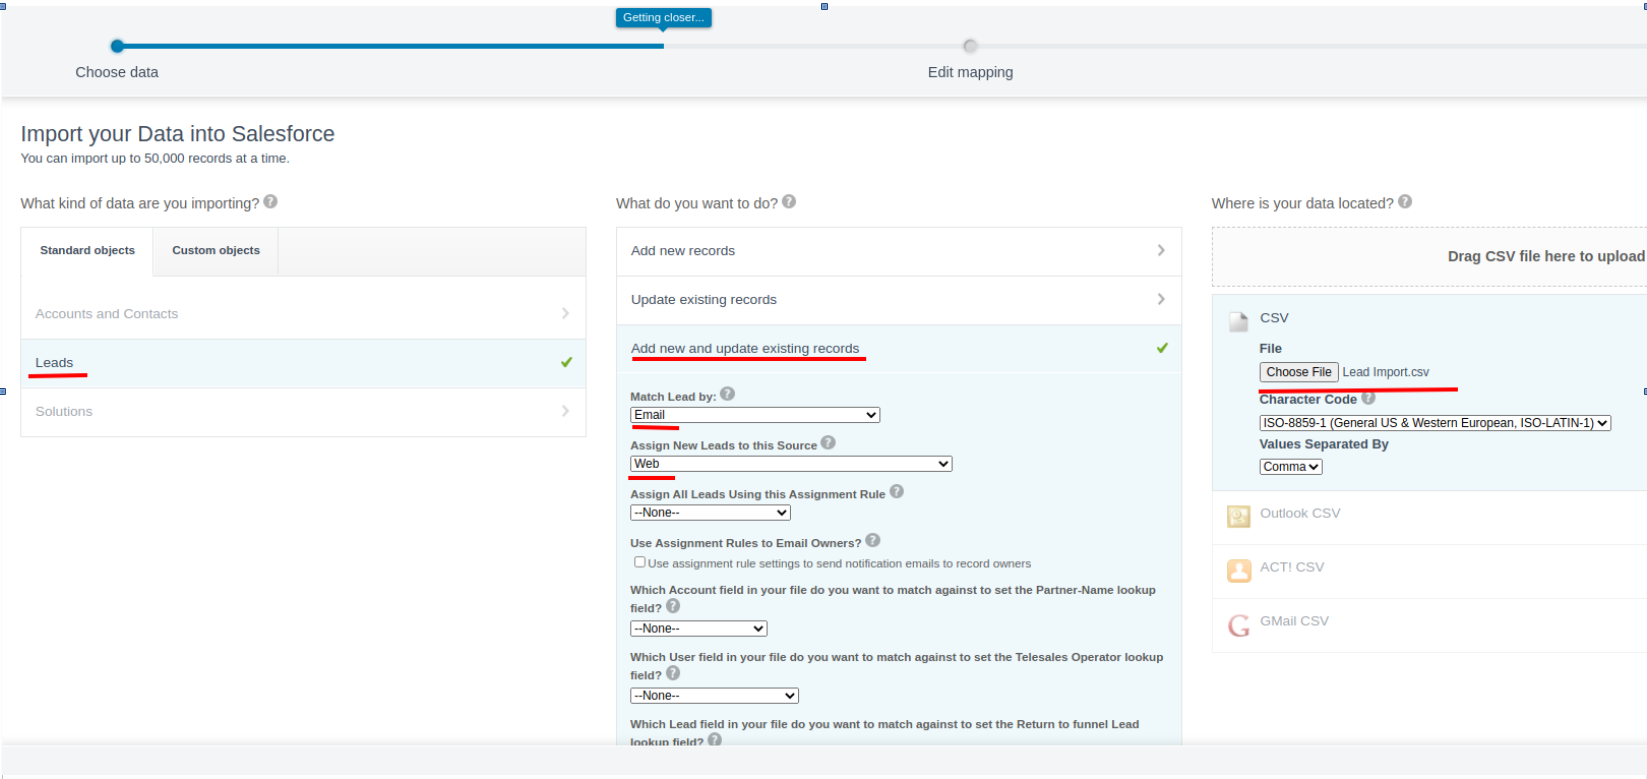 Getting closer...
Choose data
Edit mapping
Import your Data into Salesforce
You can import up to 50,000 records at a time.
What kind of data are you importing? ?
Standard objects
Custom objects
Accounts and Contacts
Leads
Solutions
What do you want to do? ?
Add new records
Update existing records
Add new and update existing records
Match Lead by: ?
Email
Assign New Leads to this Source ?
Web
Assign All Leads Using this Assignment Rule ?
--None--
Use Assignment Rules to Email Owners? ?
Use assignment rule settings to send notification emails to record owners
Which Account field in your file do you want to match against to set the Partner-Name lookup
field? ?
--None--
Which User field in your file do you want to match against to set the Telesales Operator lookup
field? ?
--None--
Which Lead field in your file do you want to match against to set the Return to funnel Lead
lookup field? ?
Where is your data located? ?
Drag CSV file here to upload
CSV
File
Choose File Lead Import.csv
Character Code ?
ISO-8859-1 (General US & Western European, ISO-LATIN-1)
Values Separated By
Comma
Outlook CSV
ACT! CSV
G GMail CSV